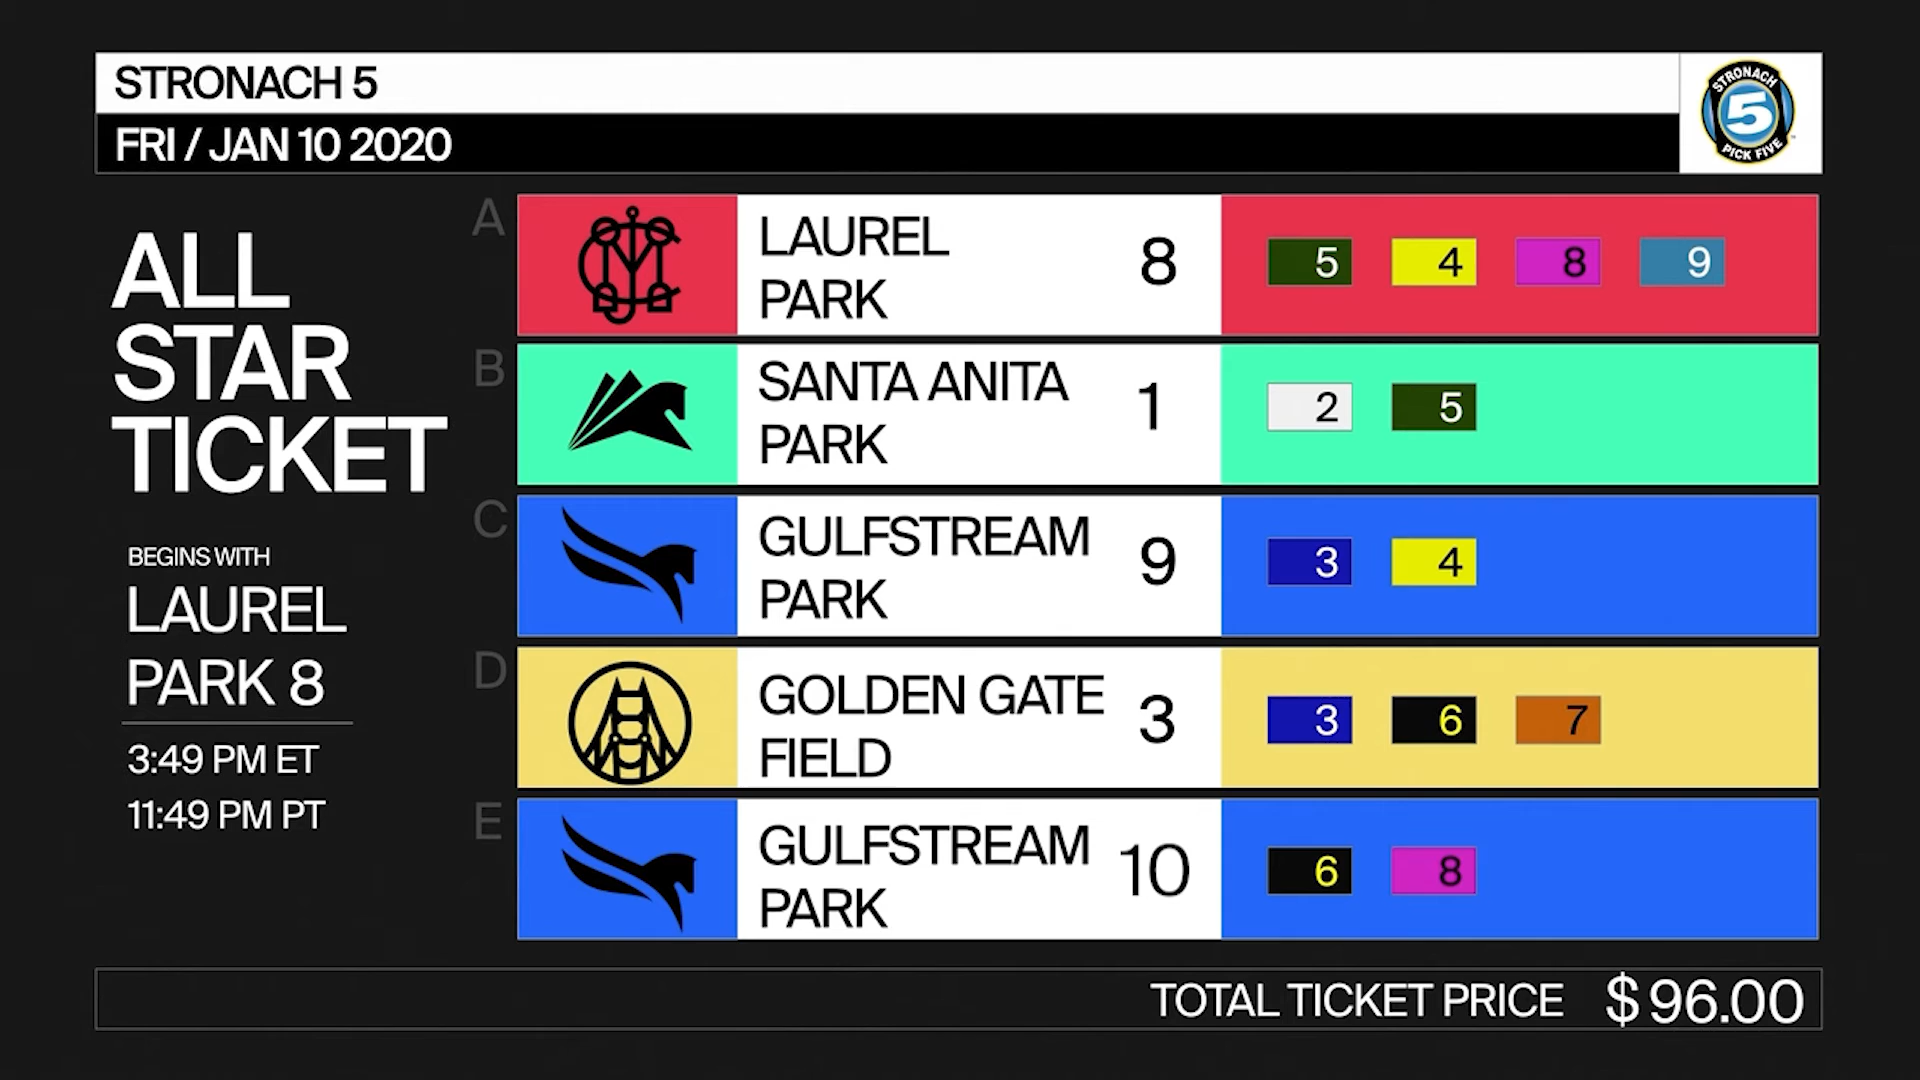 STRONACH 5
STRONACH
5
PICK FIVE
FRI / JAN 10 2020
ALL
STAR
TICKET
BEGINS WITH
LAUREL
PARK 8
3:49 PM ET
11:49 PM PT
A
LAUREL
PARK
8
5 4 8 9
B
SANTA ANITA
PARK
1
2 5
C
GULFSTREAM
PARK
9
3 4
D
GOLDEN GATE
FIELD
3
3 6 7
E
GULFSTREAM
PARK
10
6 8
TOTAL TICKET PRICE $96.00